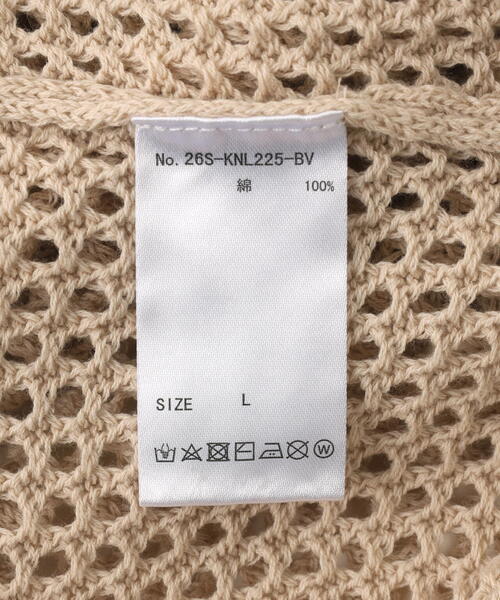 No. 26S-KNL225-BV
綿 100%
SIZE L
W